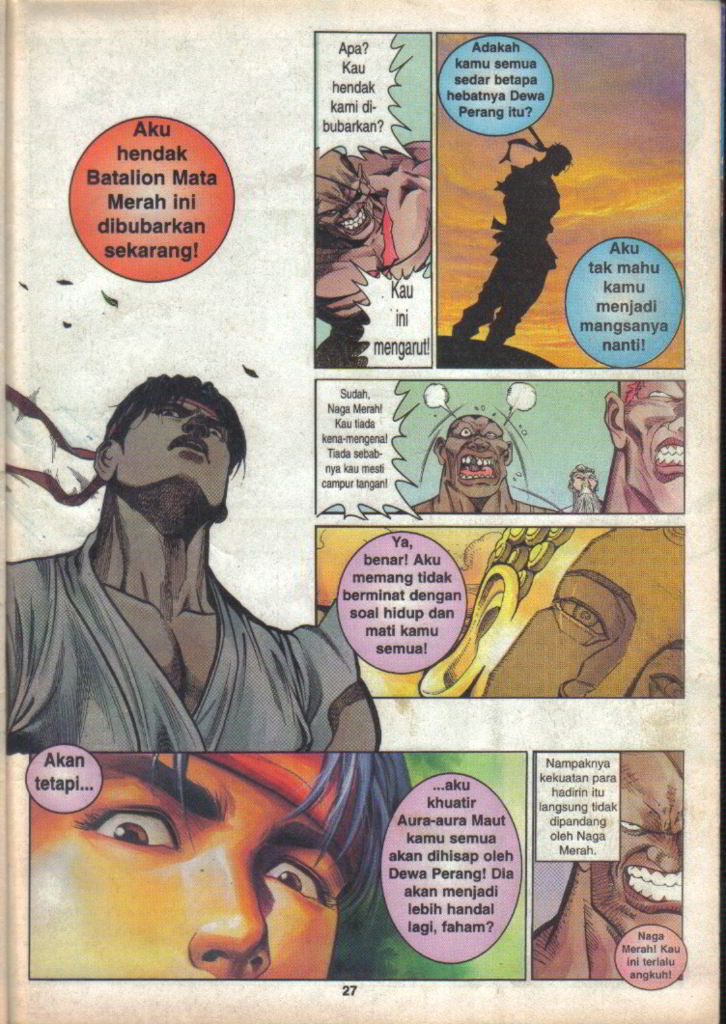 Aku
hendak
Batalion Mata
Merah ini
dibubarkan
sekarang!
Apa?
Kau
hendak
kami di-
bubarkan?
Kau
ini
mengarut!
Adakah
kamu semua
sedar betapa
hebatnya Dewa
Perang itu?
Aku
tak mahu
kamu
menjadi
mangsanya
nanti!
Sudah,
Naga Merah!
Kau tiada
kena-mengena!
Tiada sebab-
nya kau mesti
campur tangan!
Ya,
benar! Aku
memang tidak
berminat dengan
soal hidup dan
mati kamu
semua!
Akan
tetapi...
...aku
khuatir
Aura-aura Maut
kamu semua
akan dihisap oleh
Dewa Perang! Dia
akan menjadi
lebih handal
lagi, faham?
Nampaknya
kekuatan para
hadirin itu
langsung tidak
dipandang
oleh Naga
Merah.
Naga
Merah! Kau
ini terlalu
angkuh!
27